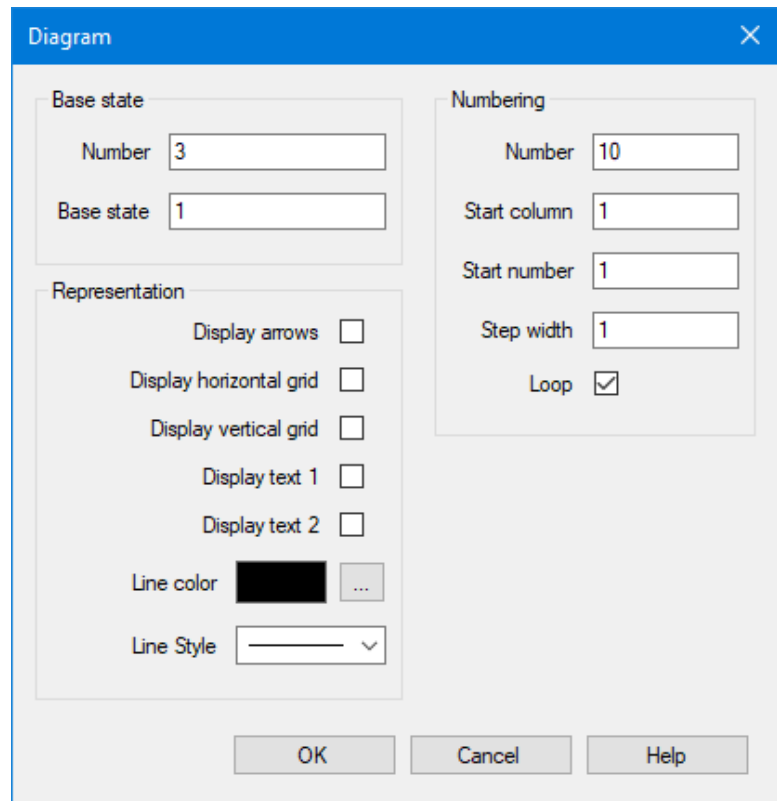 Diagram
Base state
Number 3
Base state 1
Representation
Display arrows
Display horizontal grid
Display vertical grid
Display text 1
Display text 2
Line color ...
Line Style
Numbering
Number 10
Start column 1
Start number 1
Step width 1
Loop
OK Cancel Help